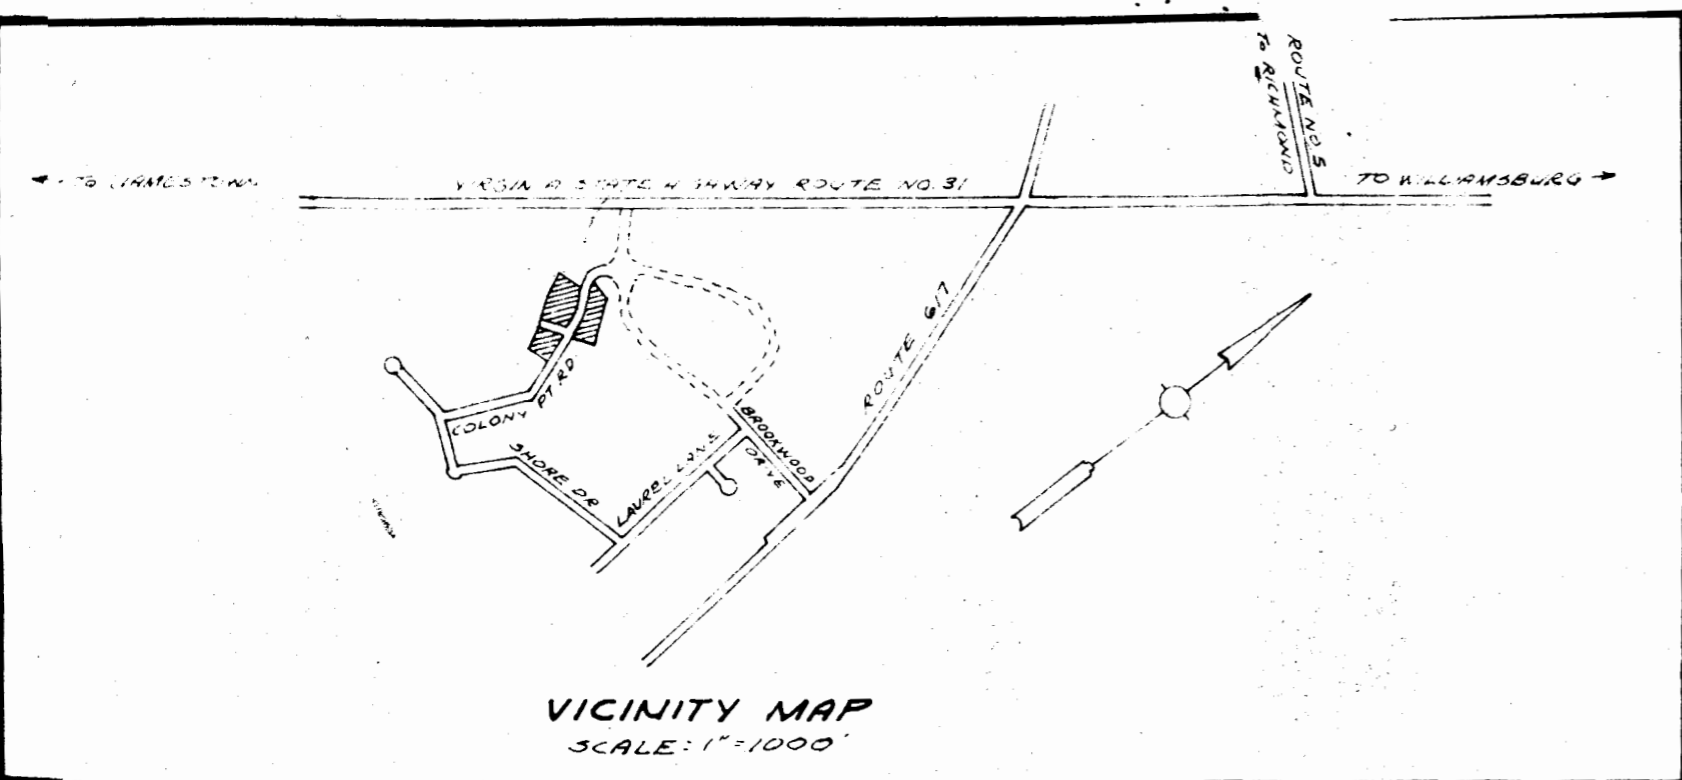 ROUTE NO. 5
TO RICHMOND
TO JAMESTOWN
VIRGINIA STATE HIGHWAY ROUTE NO. 31
TO WILLIAMSBURG
ROUTE 617
COLONY PT. RD.
SHORE DR
LAUREL LANE
BROOKWOOD
DRIVE
VICINITY MAP
SCALE: 1"=1000'